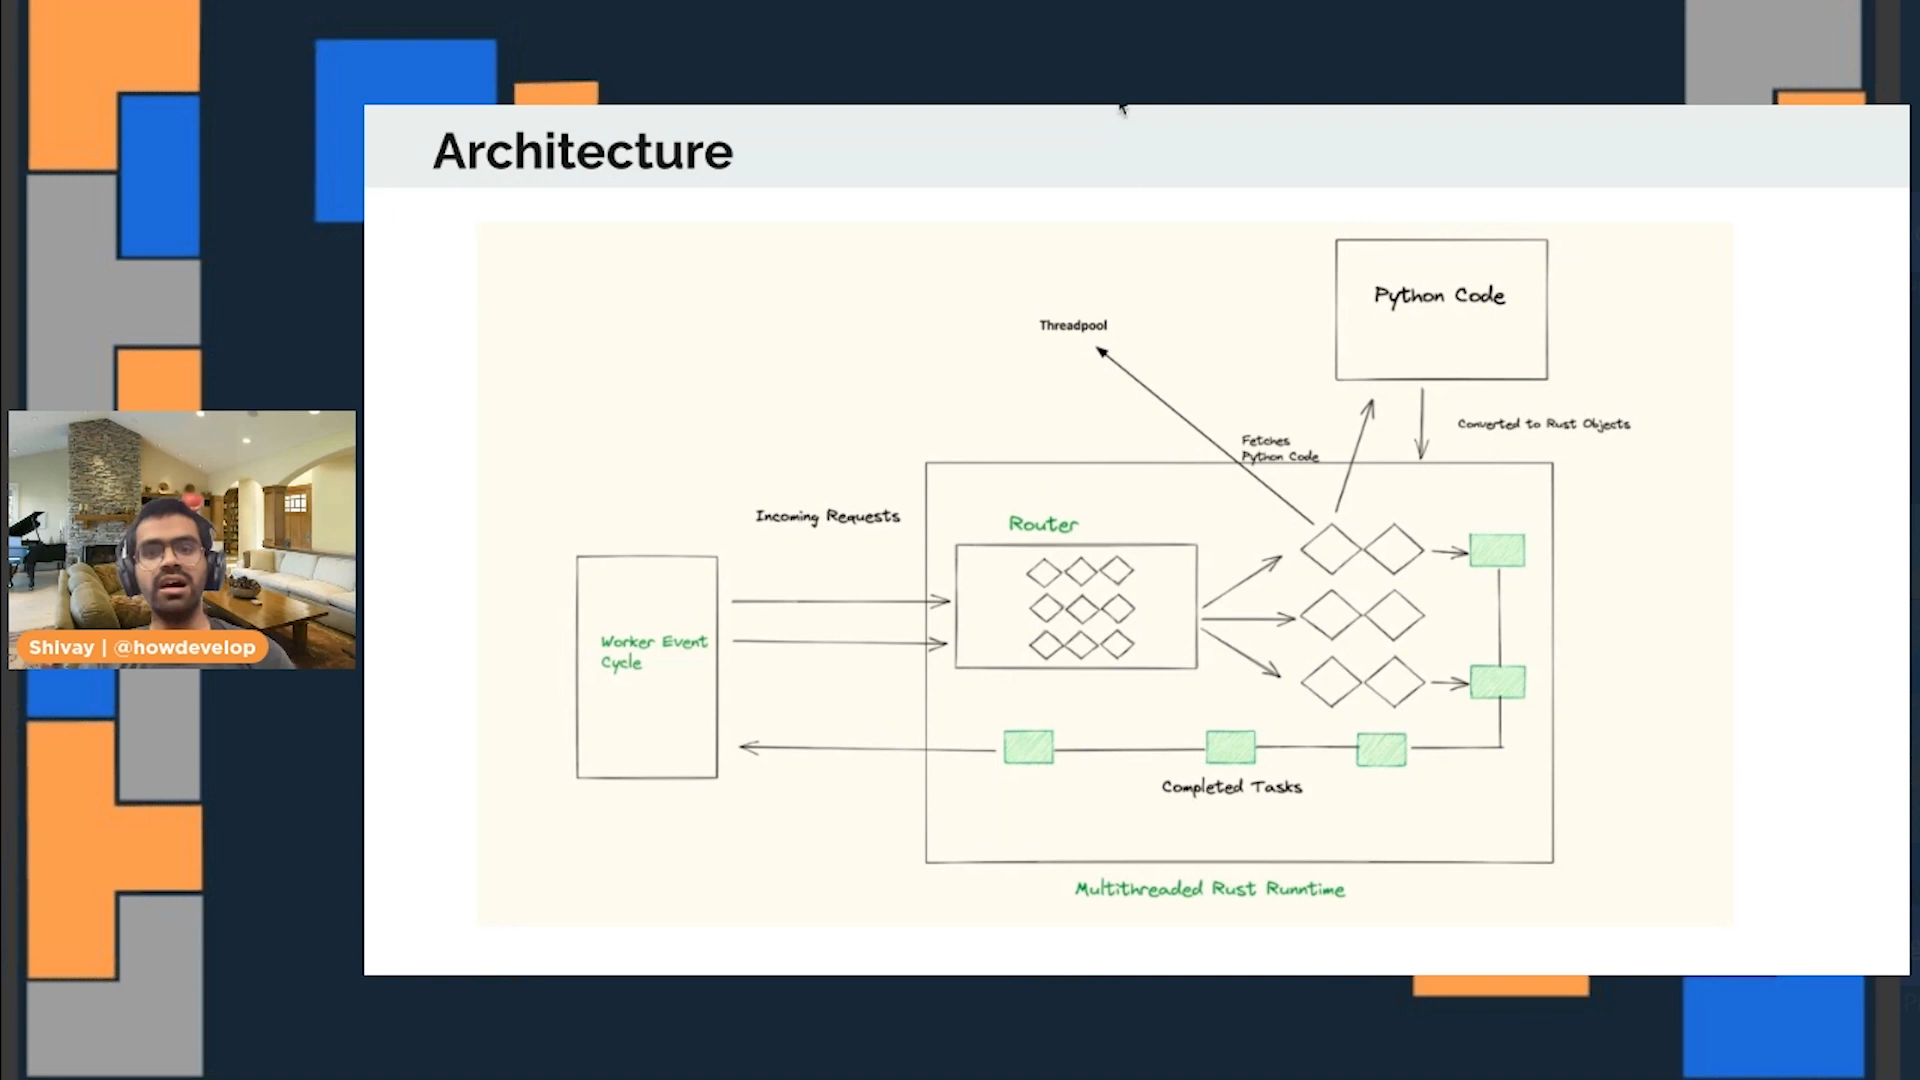 Architecture
Python Code
Threadpool
Converted to Rust Objects
Fetches
Python Code
Incoming Requests
Router
Worker Event
Cycle
Completed Tasks
Multithreaded Rust Runntime
Shivay | @howdevelop